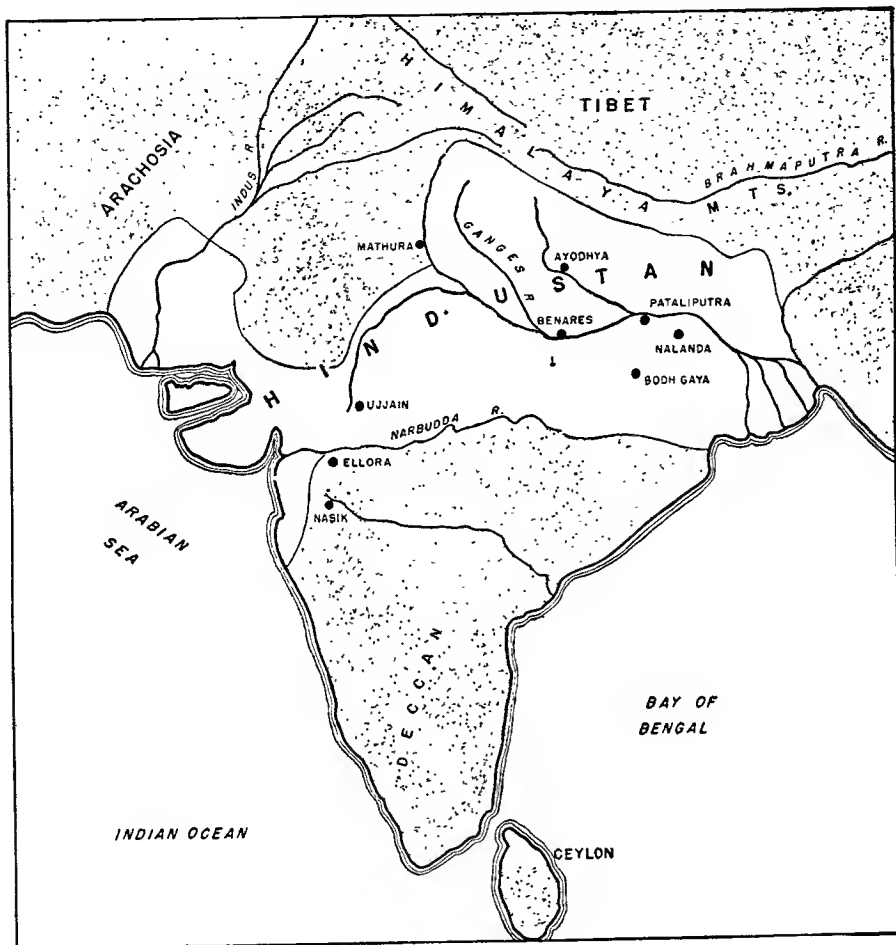 HIMALAYA MTS.
TIBET
ARACHOSIA
INDUS R.
BRAHMAPUTRA R.
MATHURA
GANGES R
AYODHYA
HINDUSTAN
PATALIPUTRA
BENARES
NALANDA
BODH GAYA
UJJAIN
NARBUDDA R.
ELLORA
NASIK
ARABIAN
SEA
DECCAN
BAY OF
BENGAL
INDIAN OCEAN
CEYLON